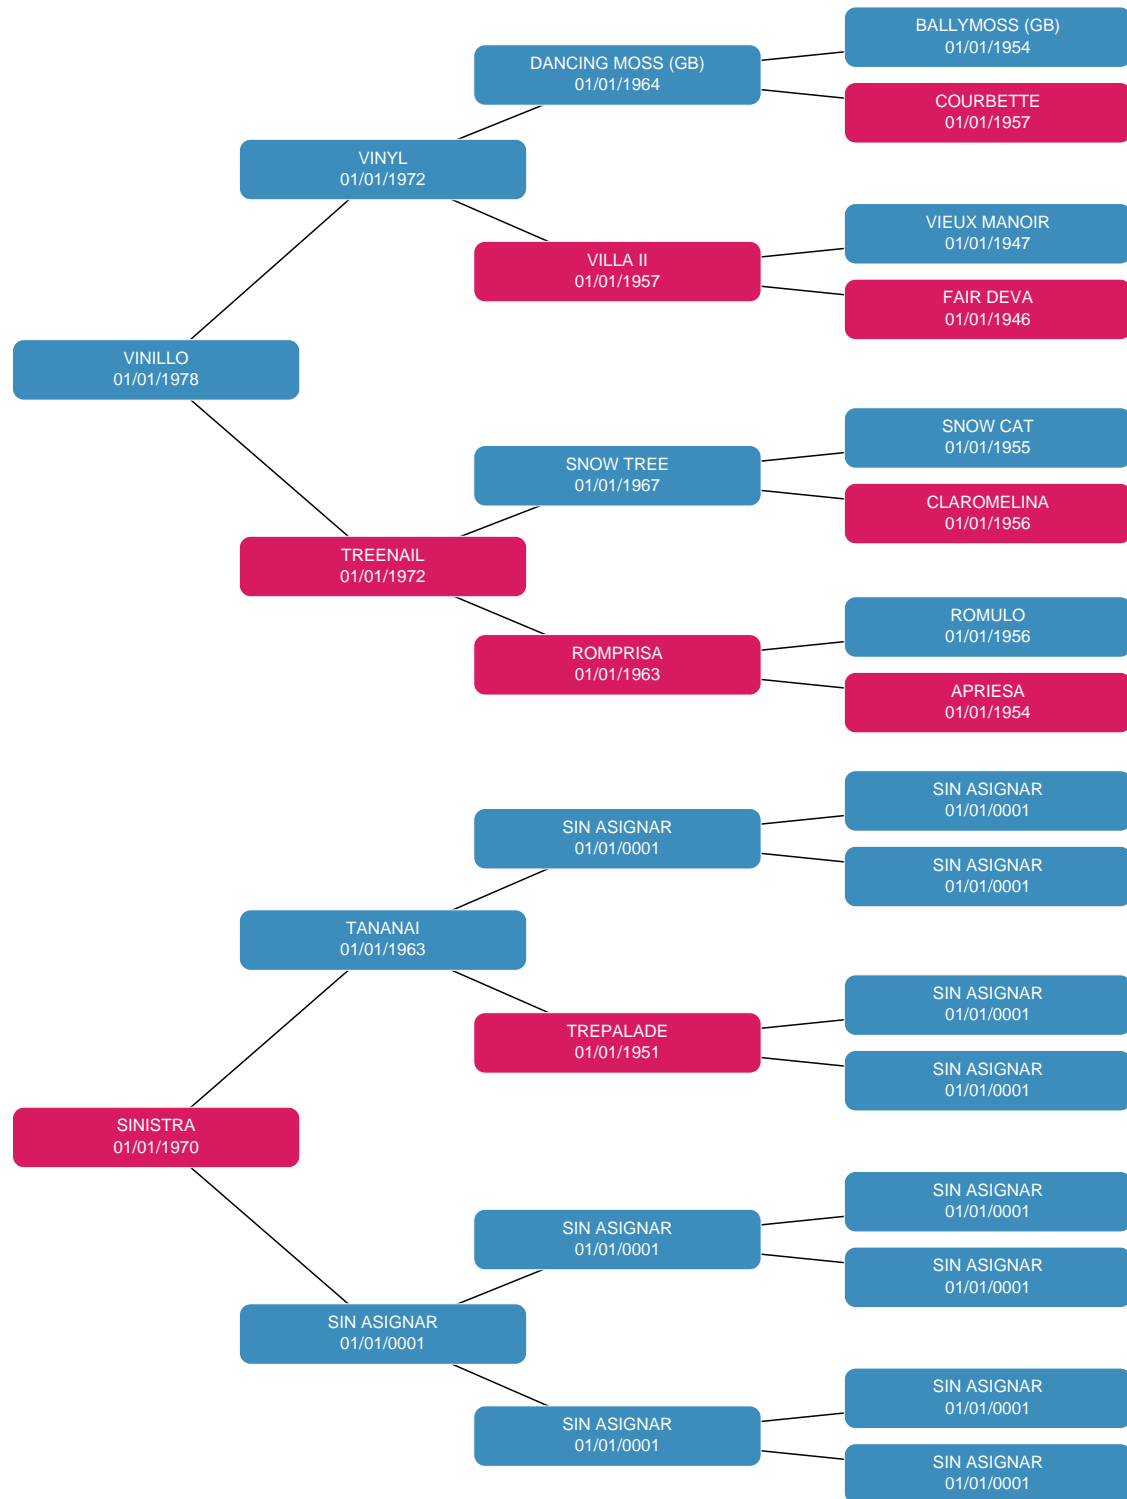 BALLYMOSS (GB)
01/01/1954
DANCING MOSS (GB)
01/01/1964
COURBETTE
01/01/1957
VINYL
01/01/1972
VIEUX MANOIR
01/01/1947
VILLA II
01/01/1957
FAIR DEVA
01/01/1946
VINILLO
01/01/1978
SNOW CAT
01/01/1955
SNOW TREE
01/01/1967
CLAROMELINA
01/01/1956
TREENAIL
01/01/1972
ROMULO
01/01/1956
ROMPRISA
01/01/1963
APRIESA
01/01/1954
SIN ASIGNAR
01/01/0001
SIN ASIGNAR
01/01/0001
SIN ASIGNAR
01/01/0001
TANANAI
01/01/1963
SIN ASIGNAR
01/01/0001
TREPALADE
01/01/1951
SIN ASIGNAR
01/01/0001
SINISTRA
01/01/1970
SIN ASIGNAR
01/01/0001
SIN ASIGNAR
01/01/0001
SIN ASIGNAR
01/01/0001
SIN ASIGNAR
01/01/0001
SIN ASIGNAR
01/01/0001
SIN ASIGNAR
01/01/0001
SIN ASIGNAR
01/01/0001